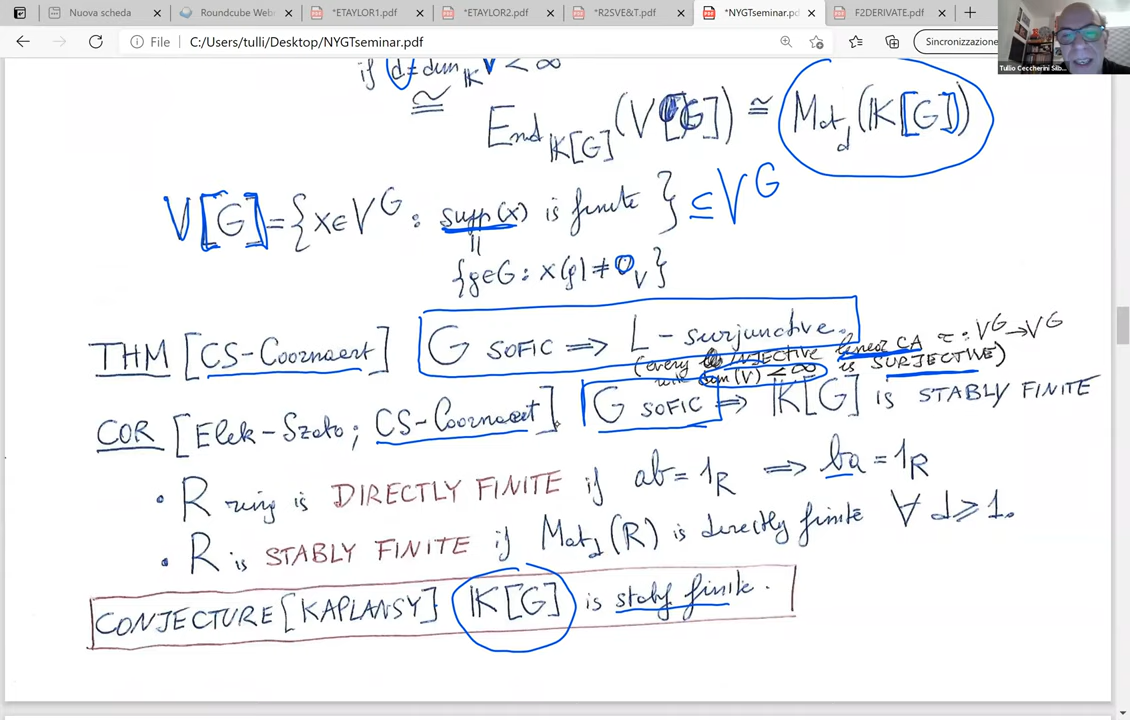 Nuova scheda
Roundcube Web
*ETAYLOR1.pdf
*ETAYLOR2.pdf
*R2SVE&T.pdf
*NYGTseminar.pd
F2DERIVATE.pdf
File C:/Users/tulli/Desktop/NYGTseminar.pdf
Sincronizzazione
Tullio Ceccherini Silb...
if d = dim_𝕂 V < ∞
≅ End_𝕂[G] (V[G]) ≅ Mat_d (𝕂[G])
V[G] = { x ∈ V^G : supp(x) is finite } ⊆ V^G
||
{g∈G : x(g) ≠ 0_V}
THM [CS-Coornaert] G SOFIC ⟹ L-surjunctive.
(every INJECTIVE linear CA τ: V^G → V^G
with dim(V) < ∞ is SURJECTIVE)
COR [Elek-Szabo; CS-Coornaert]. G SOFIC ⟹ 𝕂[G] is STABLY FINITE
• R ring is DIRECTLY FINITE if ab = 1_R ⟹ ba = 1_R
• R is STABLY FINITE if Mat_d(R) is directly finite ∀ d ⩾ 1.
CONJECTURE [KAPLANSY] 𝕂[G] is stably finite.